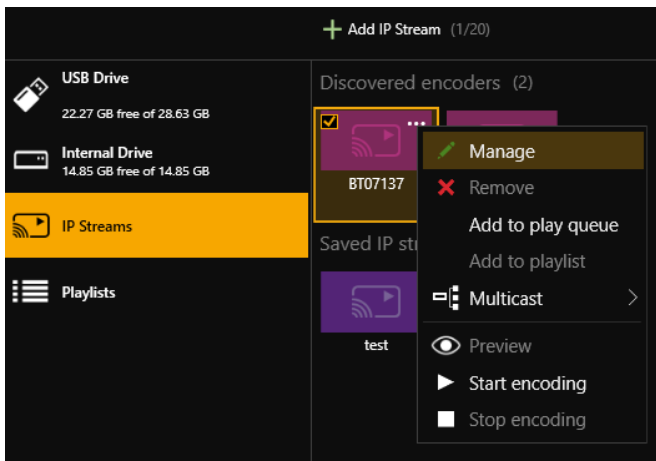 Add IP Stream (1/20)
USB Drive
22.27 GB free of 28.63 GB
Internal Drive
14.85 GB free of 14.85 GB
IP Streams
Playlists
Discovered encoders (2)
BT07137
Saved IP str
test
Manage
Remove
Add to play queue
Add to playlist
Multicast
Preview
Start encoding
Stop encoding